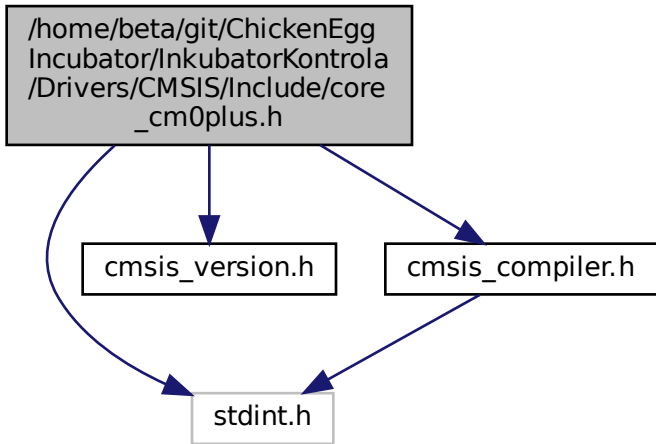 /home/beta/git/ChickenEgg
Incubator/InkubatorKontrola
/Drivers/CMSIS/Include/core
_cm0plus.h
cmsis_version.h
cmsis_compiler.h
stdint.h